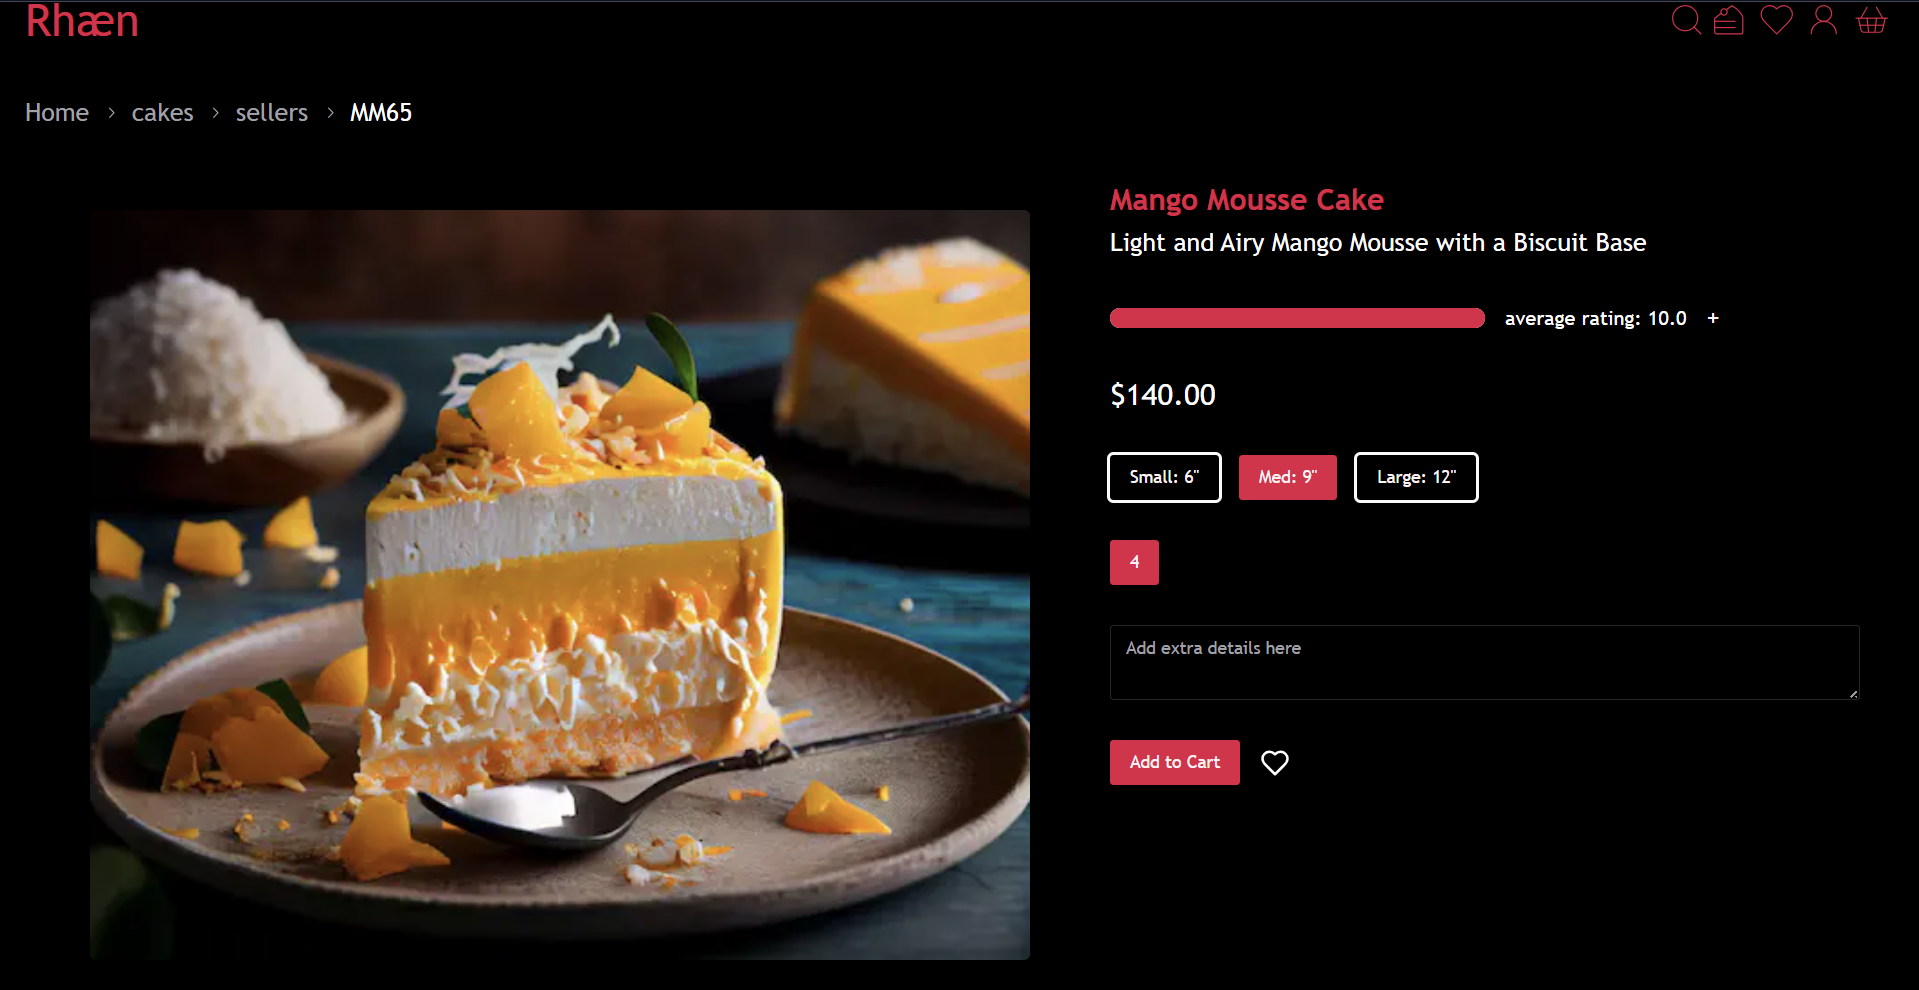 Rhæn
Home > cakes > sellers > MM65
Mango Mousse Cake
Light and Airy Mango Mousse with a Biscuit Base
average rating: 10.0 +
$140.00
Small: 6" Med: 9" Large: 12"
4
Add extra details here
Add to Cart